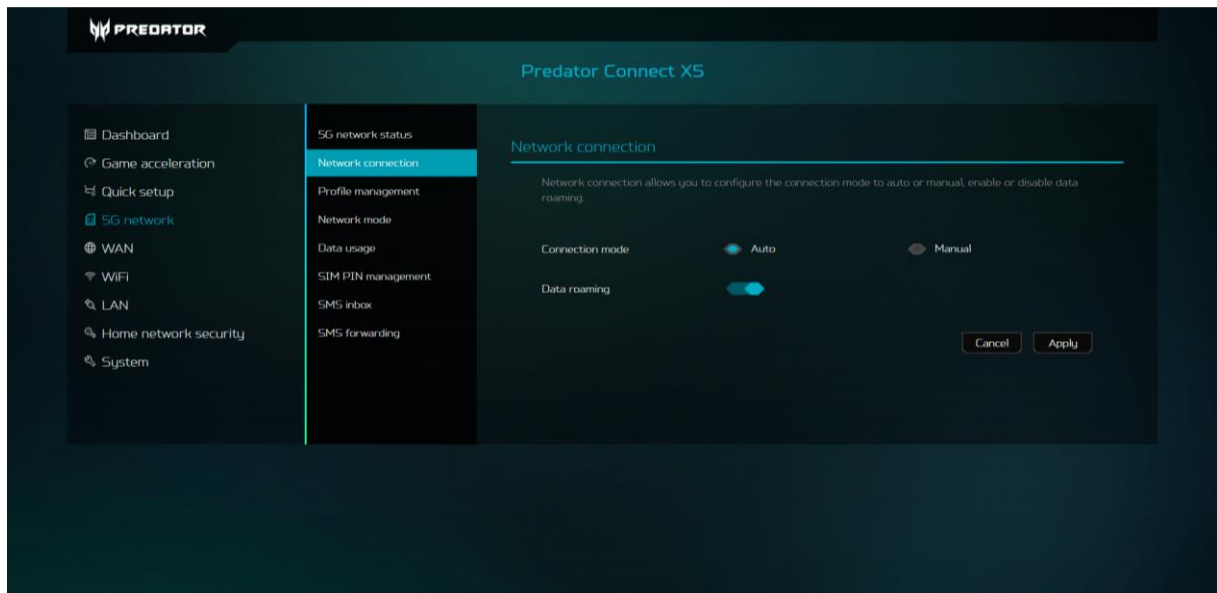 PREDATOR
Predator Connect X5
Dashboard
Game acceleration
Quick setup
5G network
WAN
WiFi
LAN
Home network security
System
5G network status
Network connection
Profile management
Network mode
Data usage
SIM PIN management
SMS inbox
SMS forwarding
Network connection
Network connection allows you to configure the connection mode to auto or manual, enable or disable data
roaming.
Connection mode Auto Manual
Data roaming
Cancel Apply